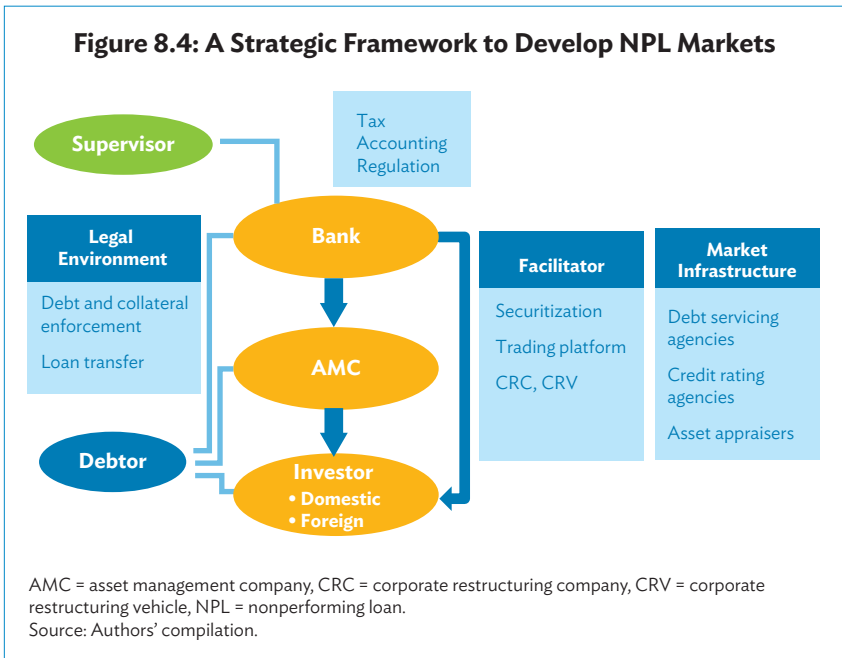 Figure 8.4: A Strategic Framework to Develop NPL Markets
Tax
Accounting
Regulation
Supervisor
Bank
Legal
Environment
Debt and collateral
enforcement
Loan transfer
Facilitator
Securitization
Trading platform
CRC, CRV
Market
Infrastructure
Debt servicing
agencies
Credit rating
agencies
Asset appraisers
AMC
Debtor
Investor
• Domestic
• Foreign
AMC = asset management company, CRC = corporate restructuring company, CRV = corporate
restructuring vehicle, NPL = nonperforming loan.
Source: Authors’ compilation.